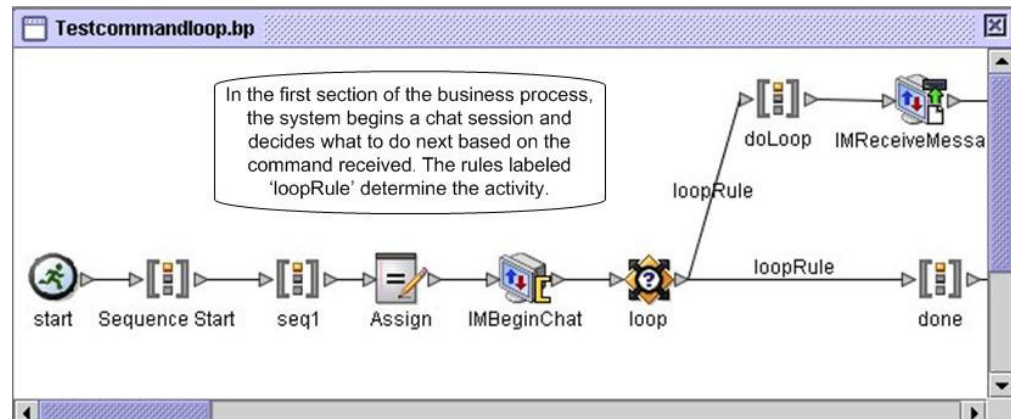 Testcommandloop.bp
In the first section of the business process,
the system begins a chat session and
decides what to do next based on the
command received. The rules labeled
‘loopRule’ determine the activity.
doLoop
IMReceiveMessa
loopRule
loopRule
start
Sequence Start
seq1
Assign
IMBeginChat
loop
done